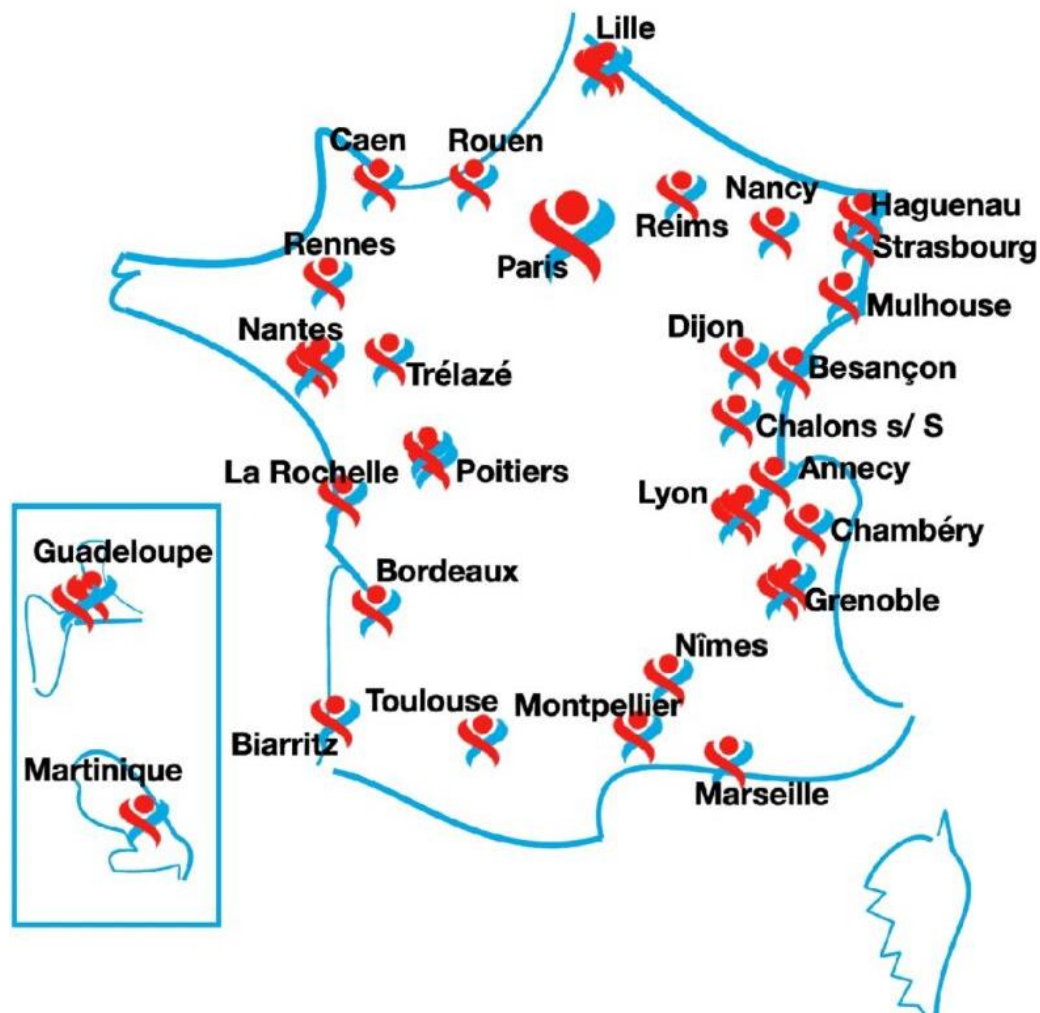 Lille
Caen
Rouen
Nancy
Haguenau
Reims
Strasbourg
Rennes
Paris
Mulhouse
Nantes
Dijon
Trélazé
Besançon
Chalons s/ S
La Rochelle
Poitiers
Annecy
Lyon
Chambéry
Guadeloupe
Bordeaux
Grenoble
Nîmes
Toulouse
Montpellier
Biarritz
Martinique
Marseille